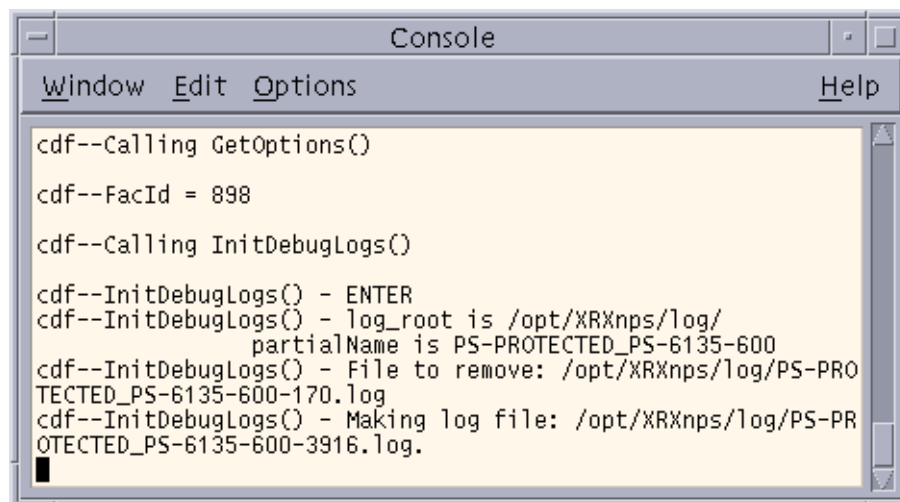 Console
Window Edit Options Help
cdf--Calling GetOptions()
cdf--FacId = 898
cdf--Calling InitDebugLogs()
cdf--InitDebugLogs() - ENTER
cdf--InitDebugLogs() - log_root is /opt/XRXnps/log/
partialName is PS-PROTECTED_PS-6135-600
cdf--InitDebugLogs() - File to remove: /opt/XRXnps/log/PS-PRO
TECTED_PS-6135-600-170.log
cdf--InitDebugLogs() - Making log file: /opt/XRXnps/log/PS-PR
OTECTED_PS-6135-600-3916.log.